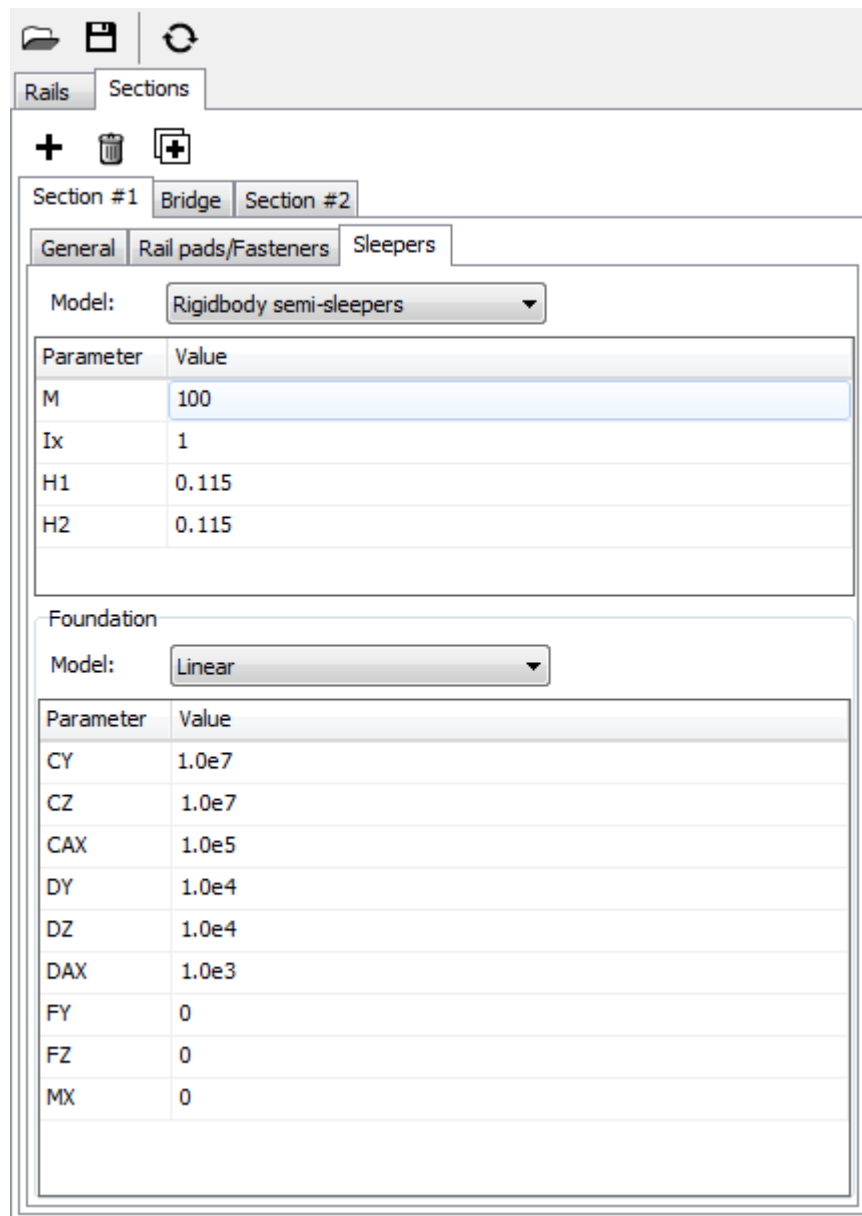 Rails Sections
Section #1 Bridge Section #2
General Rail pads/Fasteners Sleepers
Model: Rigidbody semi-sleepers
Parameter Value
M 100
Ix 1
H1 0.115
H2 0.115
Foundation
Model: Linear
Parameter Value
CY 1.0e7
CZ 1.0e7
CAX 1.0e5
DY 1.0e4
DZ 1.0e4
DAX 1.0e3
FY 0
FZ 0
MX 0